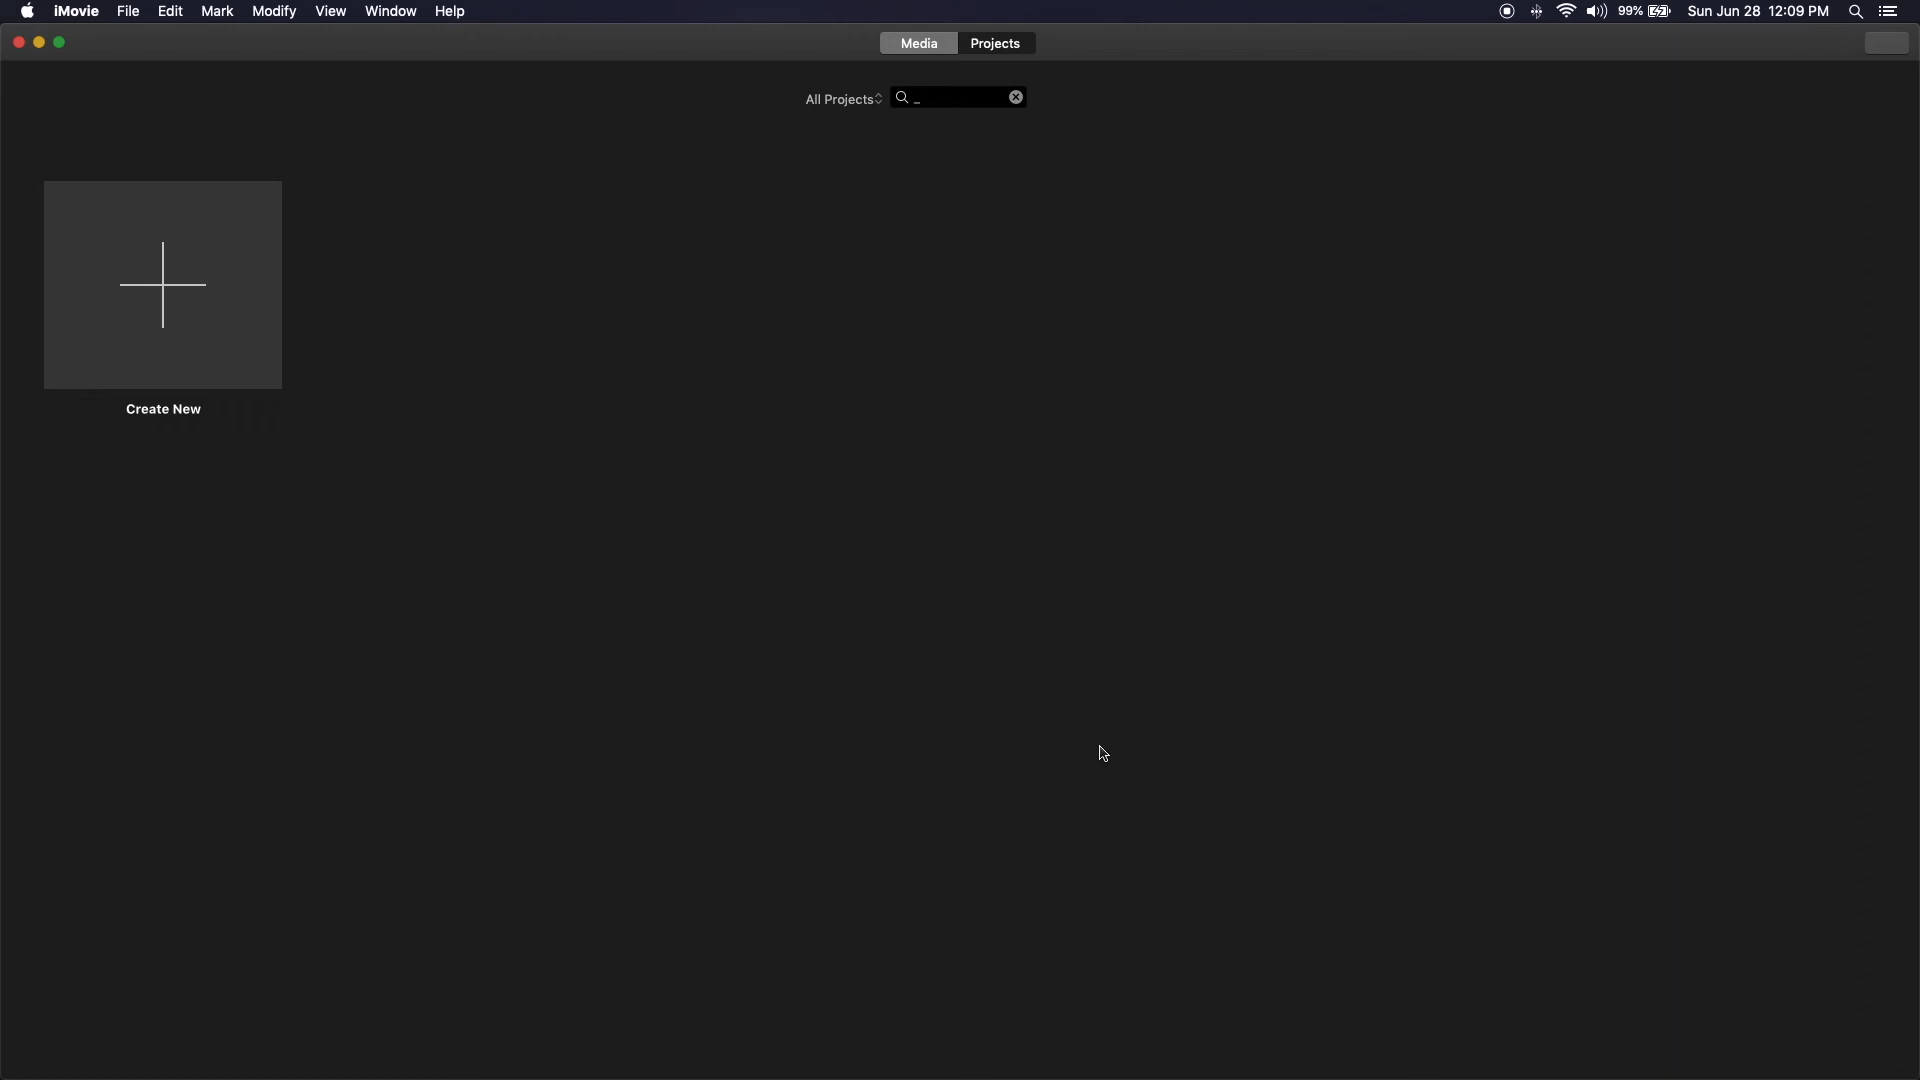 iMovie File Edit Mark Modify View Window Help 99% Sun Jun 28 12:09 PM
Media Projects
All Projects _
Create New